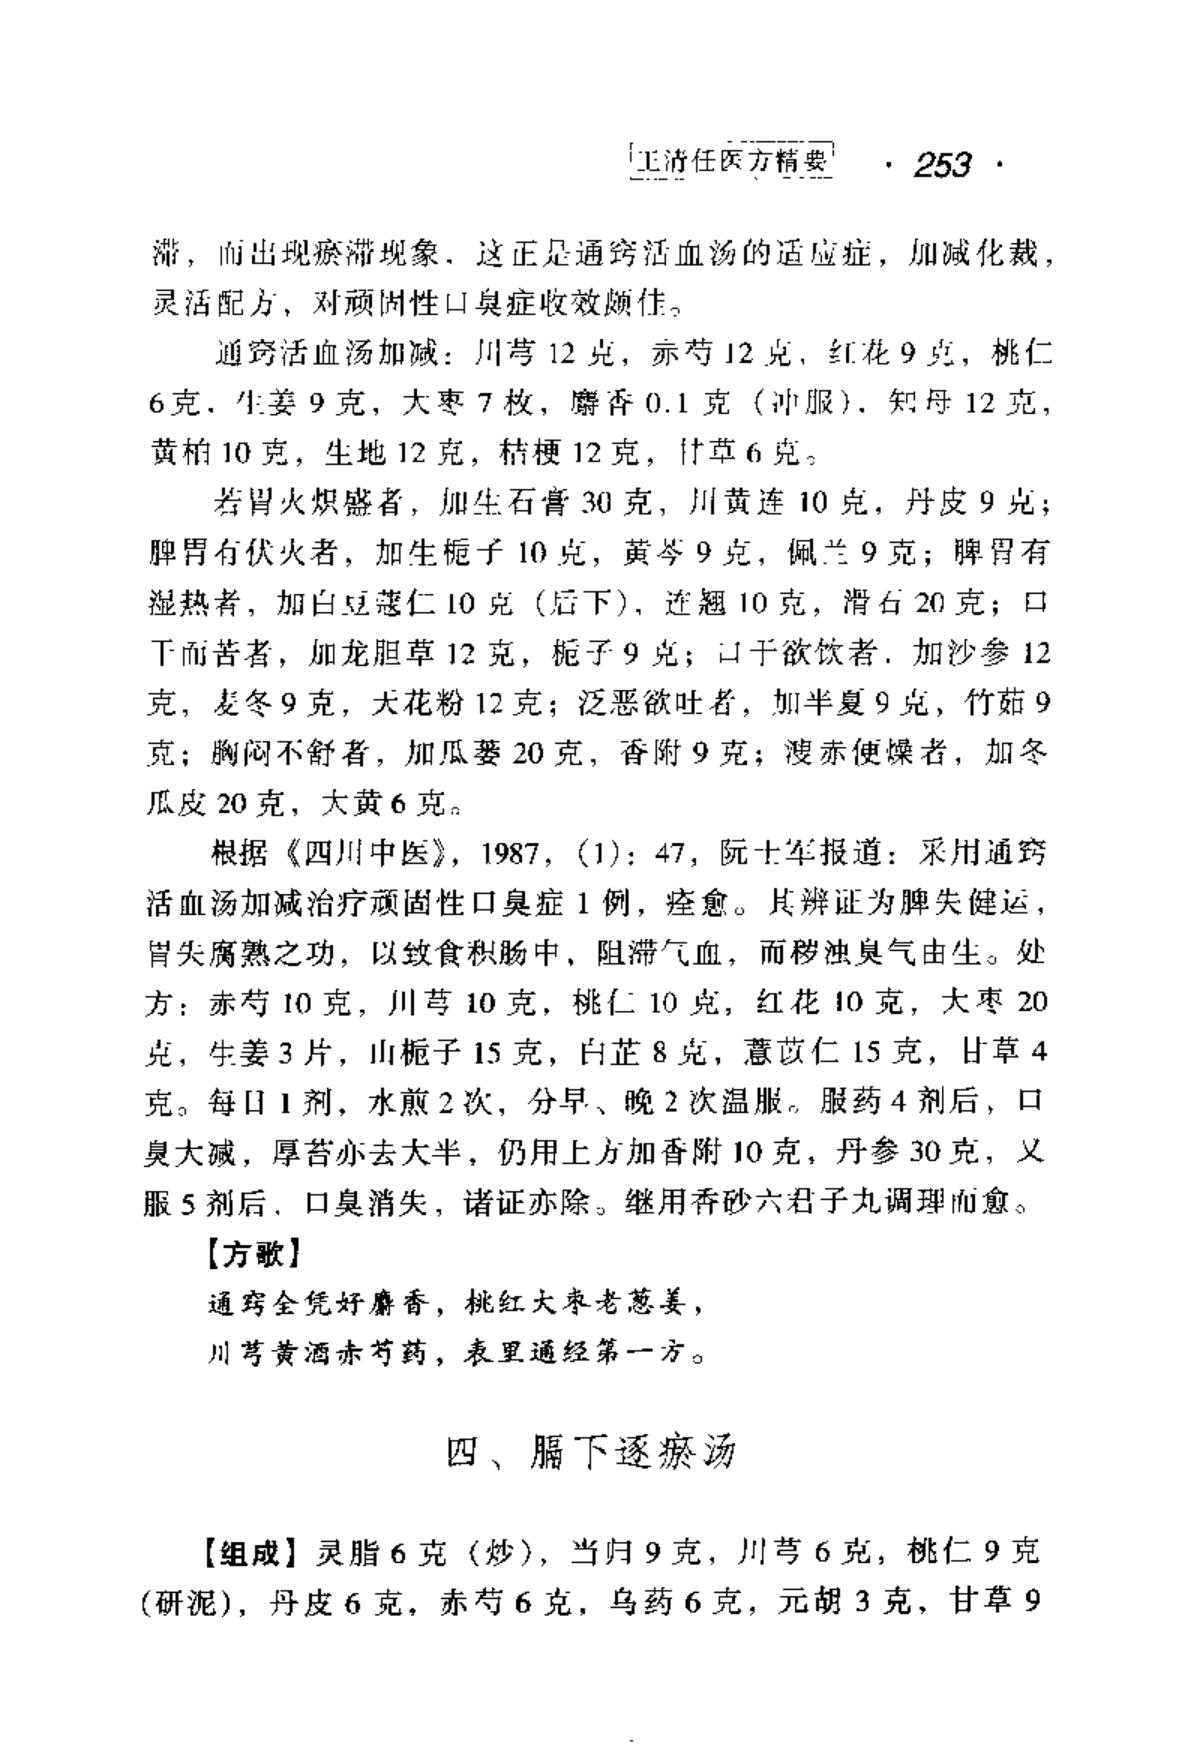 王清任医方精要 · 253 ·
滞，而出现瘀滞现象，这正是通窍活血汤的适应症，加减化裁，
灵活配方，对顽固性口臭症收效颇佳。
通窍活血汤加减：川芎 12 克，赤芍 12 克，红花 9 克，桃仁
6 克，生姜 9 克，大枣 7 枚，麝香 0.1 克（冲服），知母 12 克，
黄柏 10 克，生地 12 克，桔梗 12 克，甘草 6 克。
若胃火炽盛者，加生石膏 30 克，川黄连 10 克，丹皮 9 克；
脾胃有伏火者，加生栀子 10 克，黄芩 9 克，佩兰 9 克；脾胃有
湿热者，加白豆蔻仁 10 克（后下），连翘 10 克，滑石 20 克；口
干而苦者，加龙胆草 12 克，栀子 9 克；口干欲饮者，加沙参 12
克，麦冬 9 克，天花粉 12 克；泛恶欲吐者，加半夏 9 克，竹茹 9
克；胸闷不舒者，加瓜蒌 20 克，香附 9 克；溲赤便燥者，加冬
瓜皮 20 克，大黄 6 克。
根据《四川中医》，1987，（1）：47，阮士军报道：采用通窍
活血汤加减治疗顽固性口臭症 1 例，痊愈。其辨证为脾失健运，
胃失腐熟之功，以致食积肠中，阻滞气血，而秽浊臭气由生。处
方：赤芍 10 克，川芎 10 克，桃仁 10 克，红花 10 克，大枣 20
克，生姜 3 片，山栀子 15 克，白芷 8 克，薏苡仁 15 克，甘草 4
克。每日 1 剂，水煎 2 次，分早、晚 2 次温服。服药 4 剂后，口
臭大减，厚苔亦去大半，仍用上方加香附 10 克，丹参 30 克，又
服 5 剂后，口臭消失，诸证亦除。继用香砂六君子丸调理而愈。
【方歌】
通窍全凭好麝香，桃红大枣老葱姜，
川芎黄酒赤芍药，表里通经第一方。
四、膈下逐瘀汤
【组成】灵脂 6 克（炒），当归 9 克，川芎 6 克，桃仁 9 克
（研泥），丹皮 6 克，赤芍 6 克，乌药 6 克，元胡 3 克，甘草 9